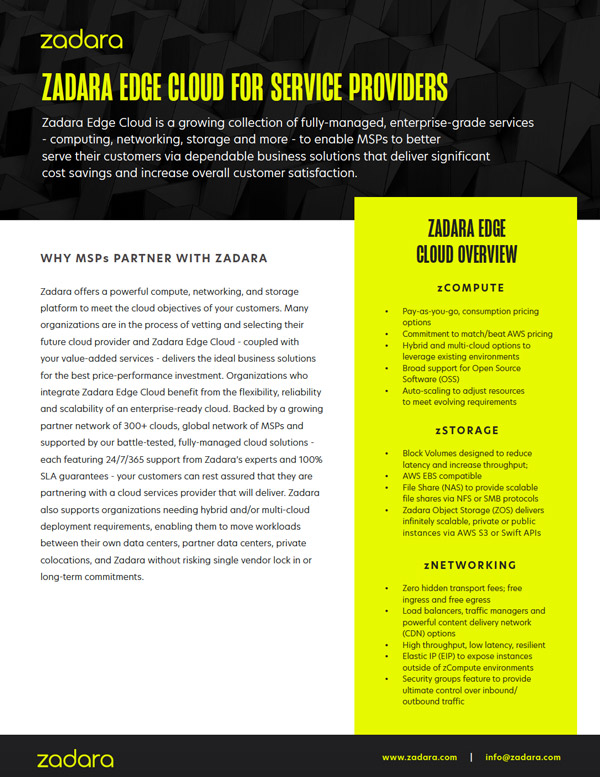 zadara
ZADARA EDGE CLOUD FOR SERVICE PROVIDERS
Zadara Edge Cloud is a growing collection of fully-managed, enterprise-grade services
- computing, networking, storage and more - to enable MSPs to better
serve their customers via dependable business solutions that deliver significant
cost savings and increase overall customer satisfaction.
WHY MSPs PARTNER WITH ZADARA
Zadara offers a powerful compute, networking, and storage
platform to meet the cloud objectives of your customers. Many
organizations are in the process of vetting and selecting their
future cloud provider and Zadara Edge Cloud - coupled with
your value-added services - delivers the ideal business solutions
for the best price-performance investment. Organizations who
integrate Zadara Edge Cloud benefit from the flexibility, reliability
and scalability of an enterprise-ready cloud. Backed by a growing
partner network of 300+ clouds, global network of MSPs and
supported by our battle-tested, fully-managed cloud solutions -
each featuring 24/7/365 support from Zadara's experts and 100%
SLA guarantees - your customers can rest assured that they are
partnering with a cloud services provider that will deliver. Zadara
also supports organizations needing hybrid and/or multi-cloud
deployment requirements, enabling them to move workloads
between their own data centers, partner data centers, private
colocations, and Zadara without risking single vendor lock in or
long-term commitments.
ZADARA EDGE
CLOUD OVERVIEW
zCOMPUTE
• Pay-as-you-go, consumption pricing
options
• Commitment to match/beat AWS pricing
• Hybrid and multi-cloud options to
leverage existing environments
• Broad support for Open Source
Software (OSS)
• Auto-scaling to adjust resources
to meet evolving requirements
zSTORAGE
• Block Volumes designed to reduce
latency and increase throughput;
• AWS EBS compatible
• File Share (NAS) to provide scalable
file shares via NFS or SMB protocols
• Zadara Object Storage (ZOS) delivers
infinitely scalable, private or public
instances via AWS S3 or Swift APIs
zNETWORKING
• Zero hidden transport fees; free
ingress and free egress
• Load balancers, traffic managers and
powerful content delivery network
(CDN) options
• High throughput, low latency, resilient
• Elastic IP (EIP) to expose instances
outside of zCompute environments
• Security groups feature to provide
ultimate control over inbound/
outbound traffic
zadara
www.zadara.com | info@zadara.com